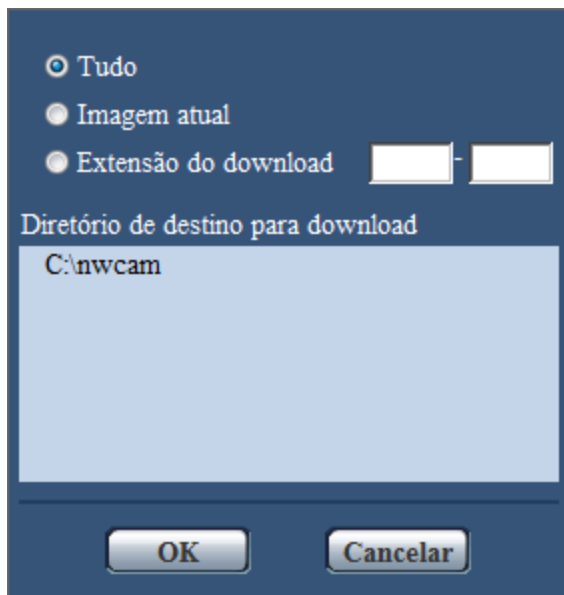 Tudo
Imagem atual
Extensão do download -
Diretório de destino para download
C:\nwcam
OK Cancelar